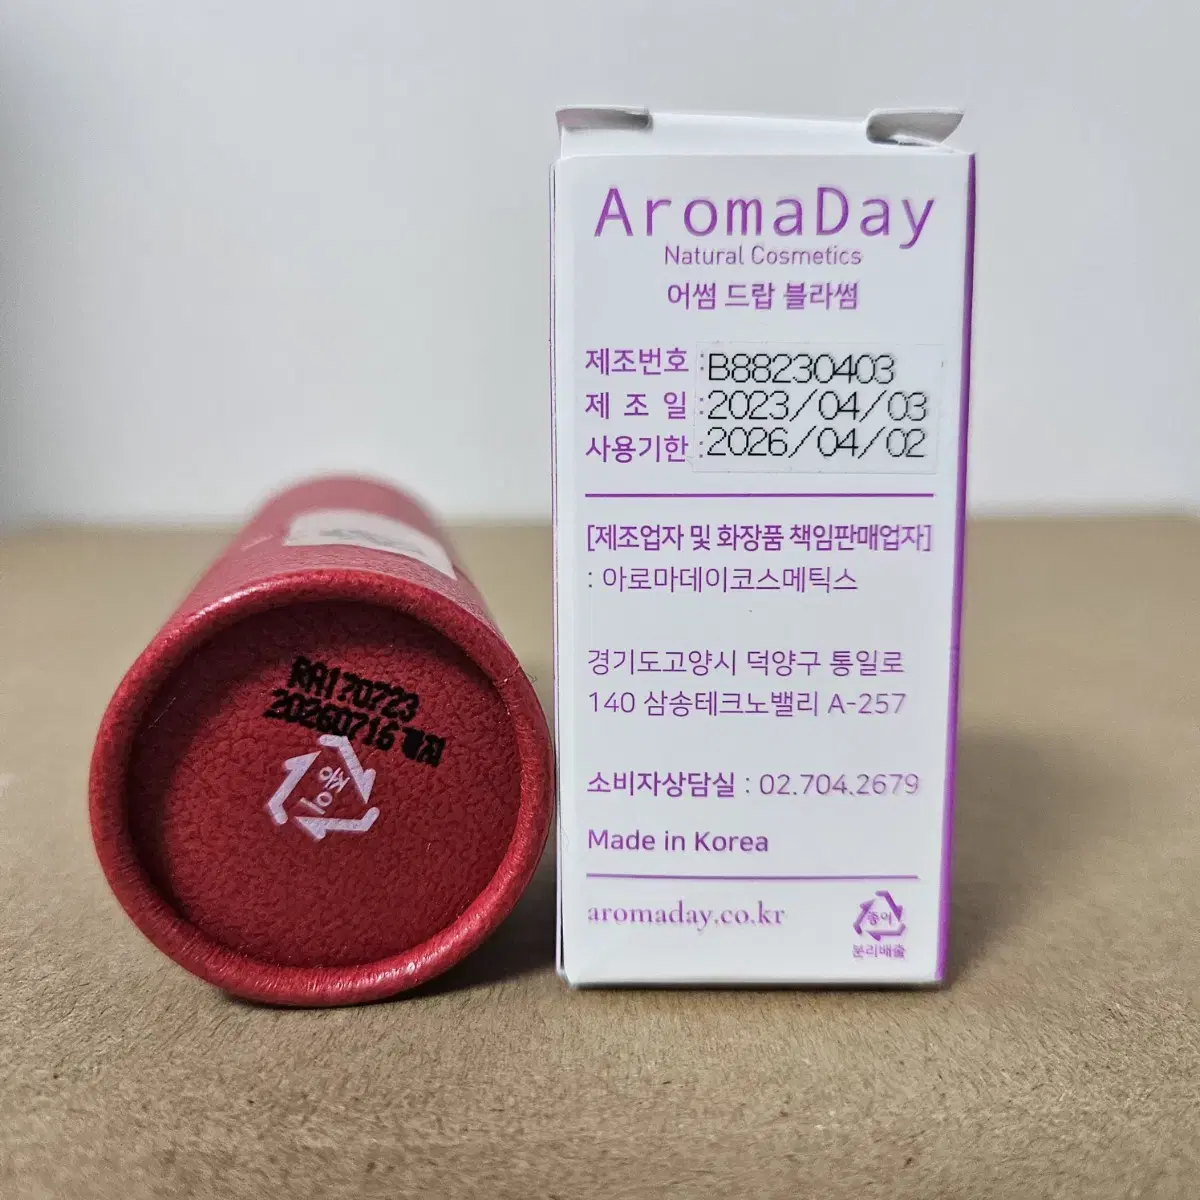 AromaDay
Natural Cosmetics
어썸 드랍 블라썸
제조번호 : B88230403
제 조 일 : 2023/04/03
사용기한 : 2026/04/02
[제조업자 및 화장품 책임판매업자]
: 아로마데이코스메틱스
경기도고양시 덕양구 통일로
140 삼송테크노밸리 A-257
소비자상담실 : 02.704.2679
Made in Korea
aromaday.co.kr
종이
분리배출
RA170723
20260716 까지
종이